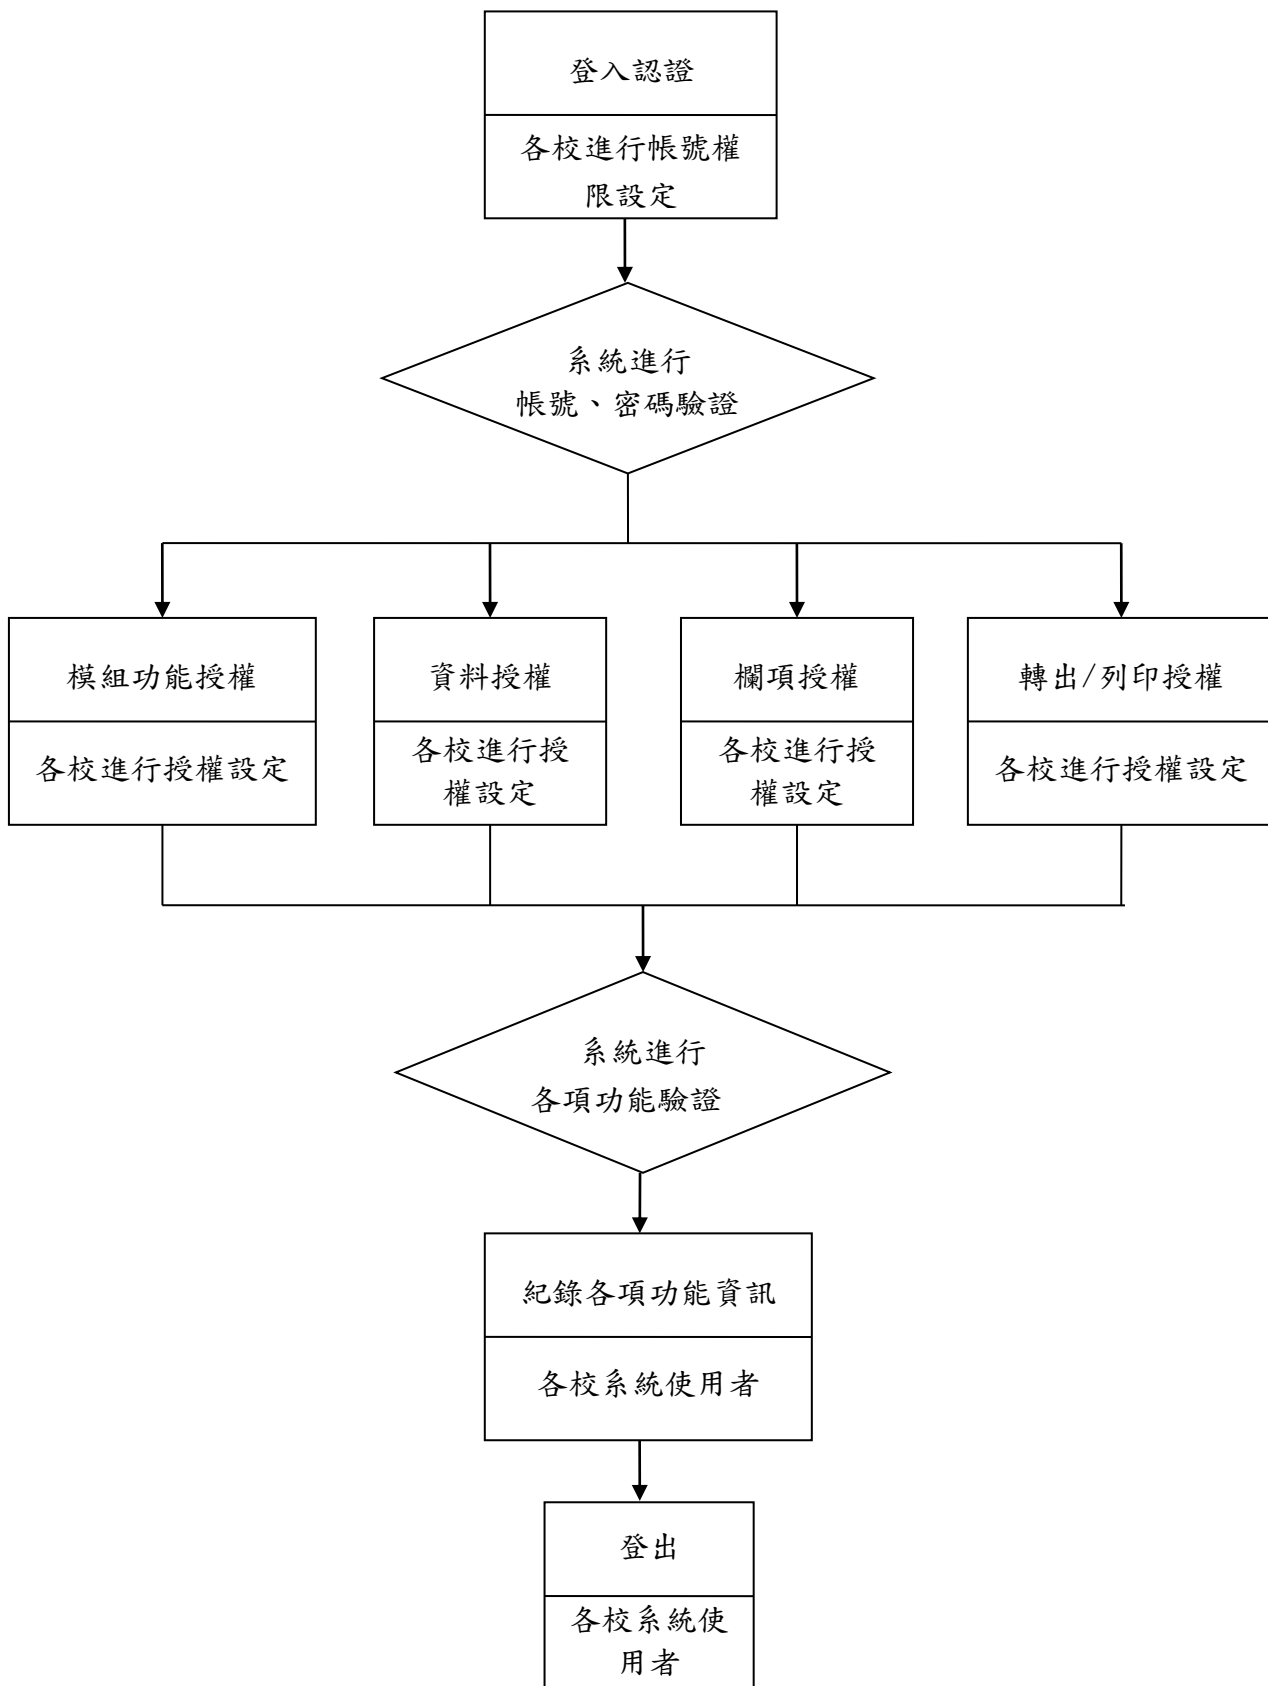 登入認證
各校進行帳號權
限設定
系統進行
帳號、密碼驗證
模組功能授權
各校進行授權設定
資料授權
各校進行授
權設定
欄項授權
各校進行授
權設定
轉出/列印授權
各校進行授權設定
系統進行
各項功能驗證
紀錄各項功能資訊
各校系統使用者
登出
各校系統使
用者